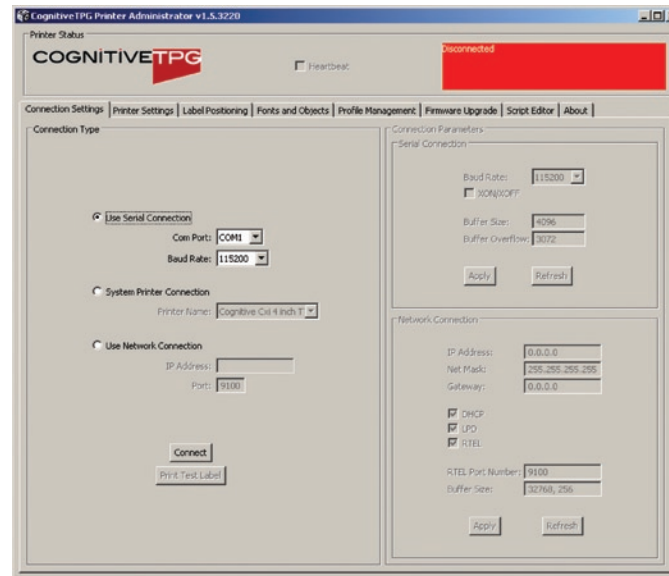 CognitiveTPG Printer Administrator v1.5.3220
Printer Status
COGNITIVETPG
Heartbeat
Disconnected
Connection Settings
Printer Settings
Label Positioning
Fonts and Objects
Profile Management
Firmware Upgrade
Script Editor
About
Connection Type
Use Serial Connection
Com Port: COM1
Baud Rate: 115200
System Printer Connection
Printer Name: Cognitive Cxi 4 inch T
Use Network Connection
IP Address:
Port: 9100
Connect
Print Test Label
Connection Parameters
Serial Connection
Baud Rate: 115200
XON/XOFF
Buffer Size: 4096
Buffer Overflow: 3072
Apply Refresh
Network Connection
IP Address: 0.0.0.0
Net Mask: 255.255.255.255
Gateway: 0.0.0.0
DHCP
LPD
RTEL
RTEL Port Number: 9100
Buffer Size: 32768, 256
Apply Refresh